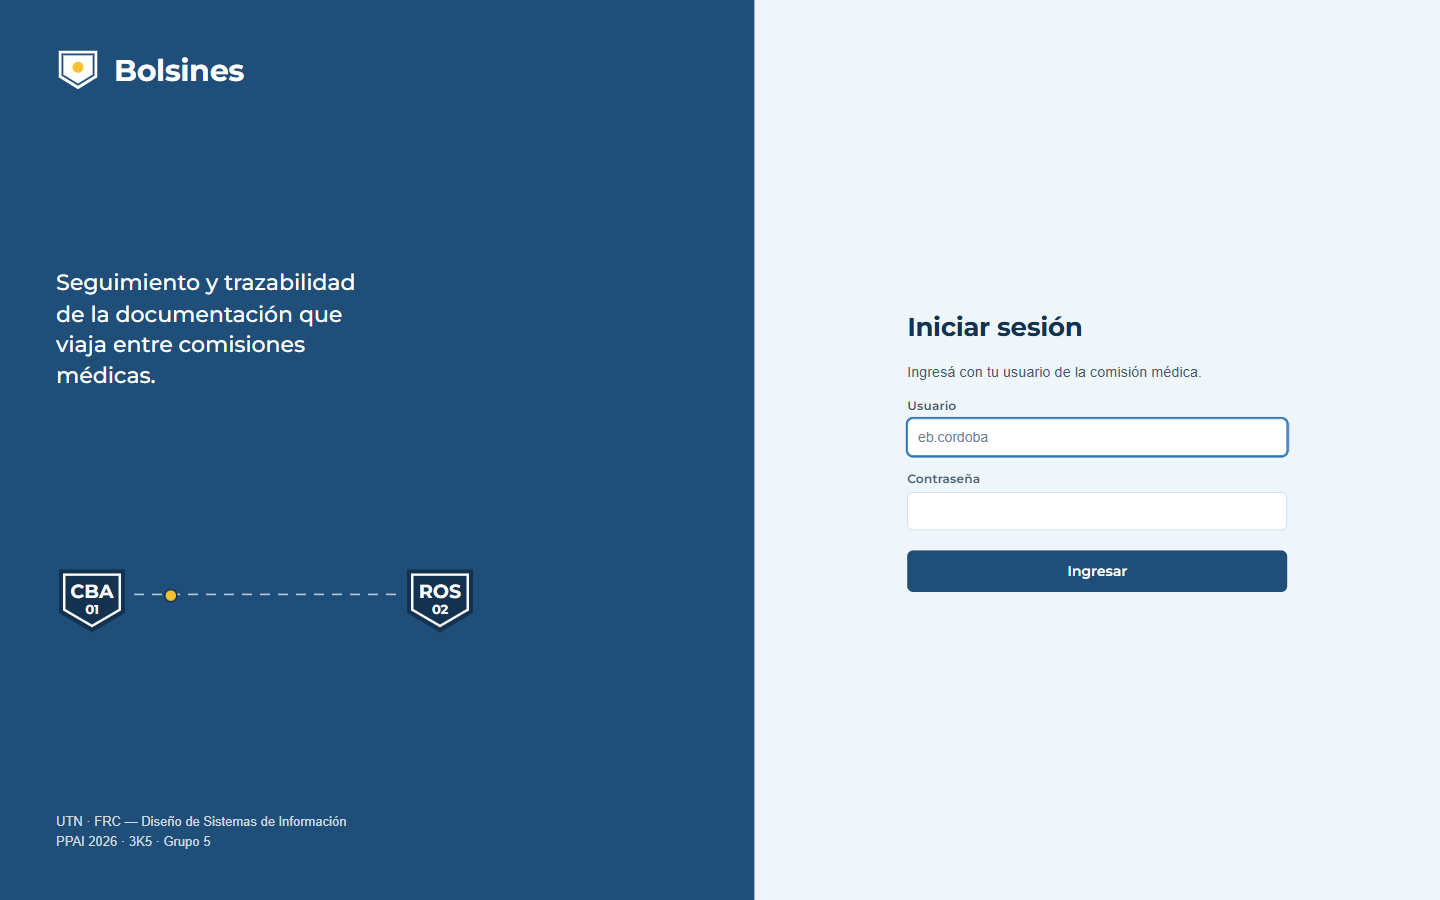 Bolsines
Seguimiento y trazabilidad
de la documentación que
viaja entre comisiones
médicas.
CBA
01
ROS
02
UTN · FRC — Diseño de Sistemas de Información
PPAI 2026 · 3K5 · Grupo 5
Iniciar sesión
Ingresá con tu usuario de la comisión médica.
Usuario
eb.cordoba
Contraseña
Ingresar